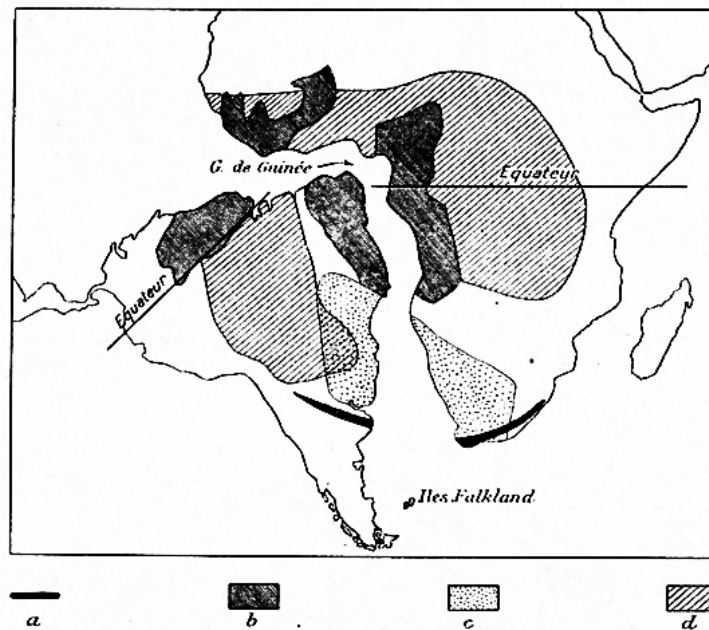 G. de Guinée
Equateur
Equateur
Iles Falkland
a
b
c
d